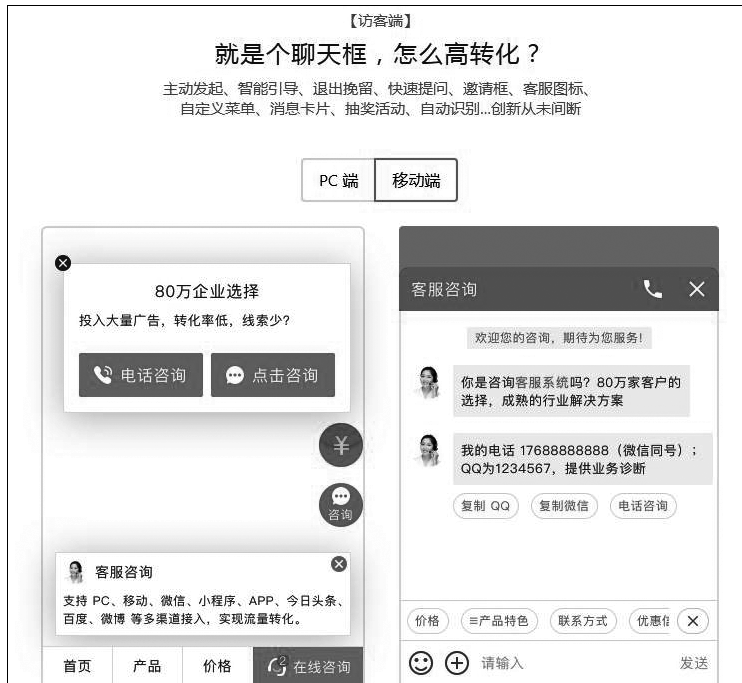 【访客端】
就是个聊天框，怎么高转化？
主动发起、智能引导、退出挽留、快速提问、邀请框、客服图标、
自定义菜单、消息卡片、抽奖活动、自动识别...创新从未间断
PC 端
移动端
80万企业选择
投入大量广告，转化率低，线索少?
电话咨询
点击咨询
¥
咨询
客服咨询
支持 PC、移动、微信、小程序、APP、今日头条、
百度、微博 等多渠道接入，实现流量转化。
首页
产品
价格
2
在线咨询
客服咨询
欢迎您的咨询，期待为您服务!
你是咨询客服系统吗？80万家客户的
选择，成熟的行业解决方案
我的电话 17688888888（微信同号）；
QQ为1234567，提供业务诊断
复制 QQ
复制微信
电话咨询
价格
≡产品特色
联系方式
优惠
请输入
发送